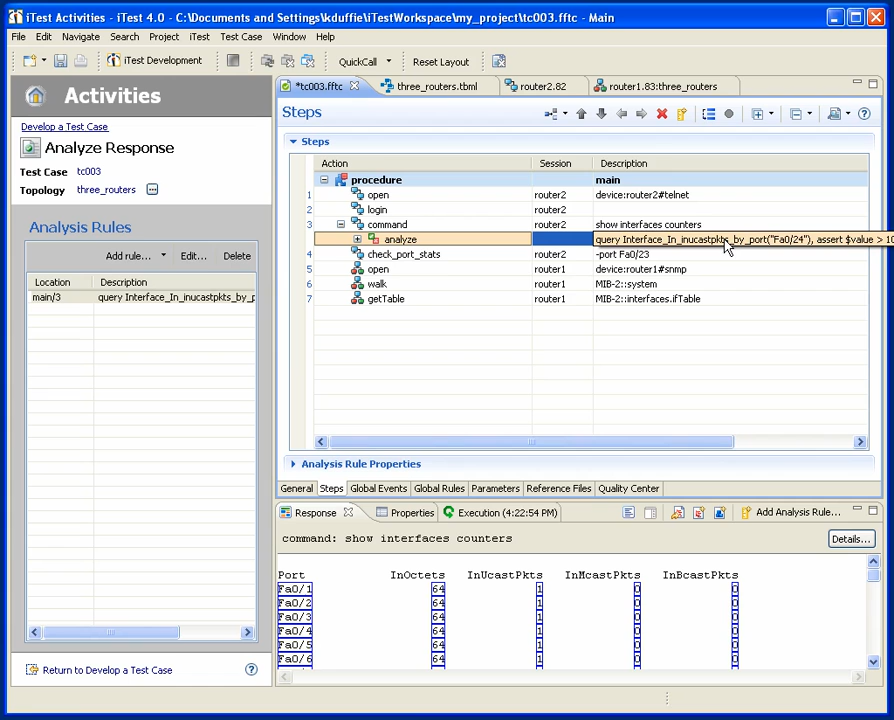 iTest Activities - iTest 4.0 - C:\Documents and Settings\kduffie\iTestWorkspace\my_project\tc003.fftc - Main
File Edit Navigate Search Project iTest Test Case Window Help
iTest Development QuickCall Reset Layout
Activities
Develop a Test Case
Analyze Response
Test Case tc003
Topology three_routers
Analysis Rules
Add rule... Edit... Delete
Location Description
main/3 query Interface_In_inucastpkts_by_p
Return to Develop a Test Case
*tc003.fftc three_routers.tbml router2.82 router1.83:three_routers
Steps
Steps
Action Session Description
procedure main
1 open router2 device:router2#telnet
2 login router2
3 command router2 show interfaces counters
analyze query Interface_In_inucastpkts_by_port("Fa0/24"), assert $value > 10
4 check_port_stats router2 -port Fa0/23
5 open router1 device:router1#snmp
6 walk router1 MIB-2::system
7 getTable router1 MIB-2::interfaces.ifTable
Analysis Rule Properties
General Steps Global Events Global Rules Parameters Reference Files Quality Center
Response Properties Execution (4:22:54 PM) Add Analysis Rule...
command: show interfaces counters Details...
Port InOctets InUcastPkts InMcastPkts InBcastPkts
Fa0/1 64 1 0 0
Fa0/2 64 1 0 0
Fa0/3 64 1 0 0
Fa0/4 64 1 0 0
Fa0/5 64 1 0 0
Fa0/6 64 1 0 0